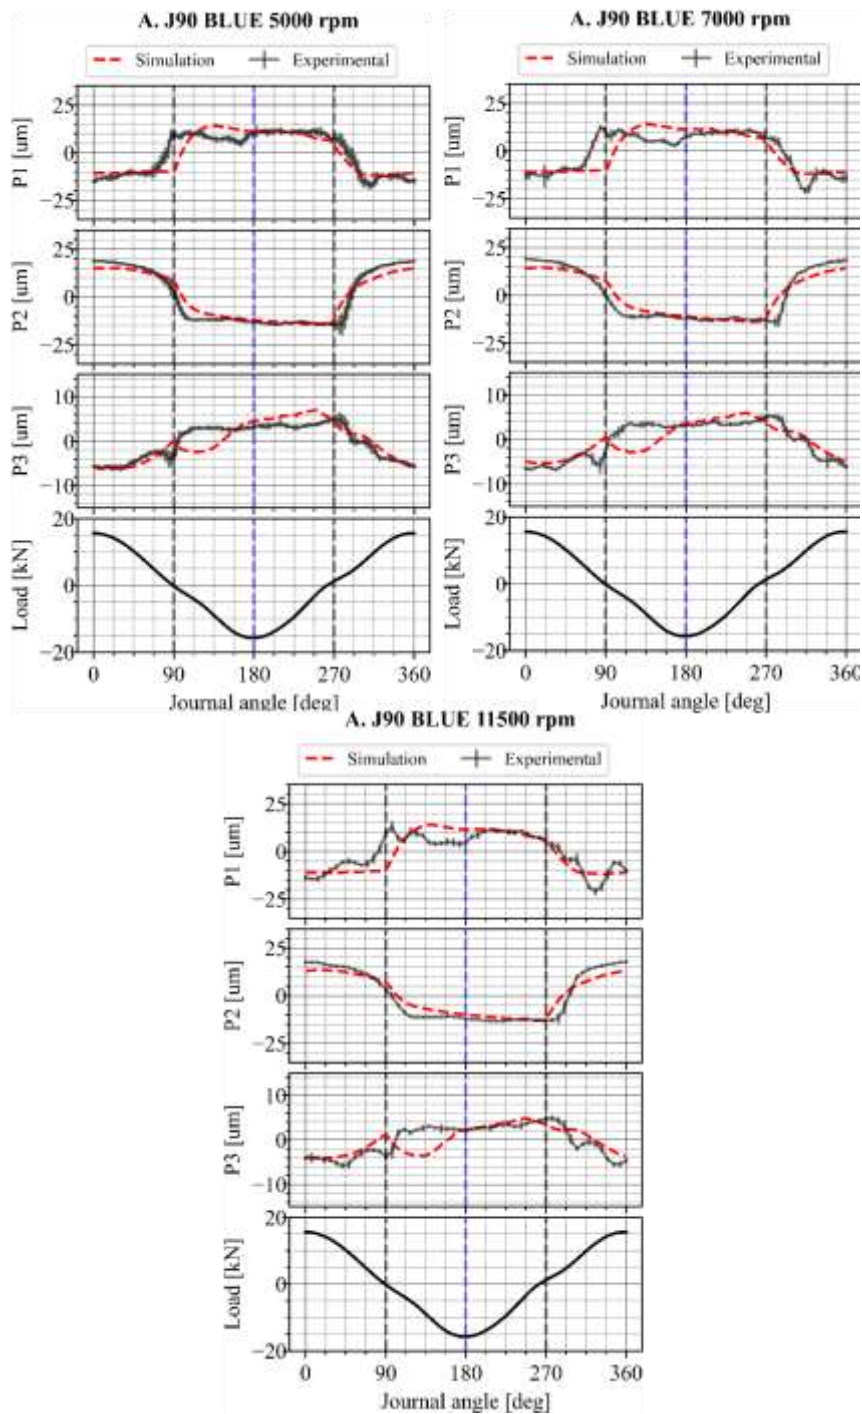 A. J90 BLUE 5000 rpm
Simulation Experimental
P1 [um]
25
0
−25
P2 [um]
25
0
−25
P3 [um]
10
0
−10
Load [kN]
20
0
−20
0 90 180 270 360
Journal angle [deg]
A. J90 BLUE 7000 rpm
Simulation Experimental
P1 [um]
25
0
−25
P2 [um]
25
0
−25
P3 [um]
10
0
−10
Load [kN]
20
0
−20
0 90 180 270 360
Journal angle [deg]
A. J90 BLUE 11500 rpm
Simulation Experimental
P1 [um]
25
0
−25
P2 [um]
25
0
−25
P3 [um]
10
0
−10
Load [kN]
20
0
−20
0 90 180 270 360
Journal angle [deg]